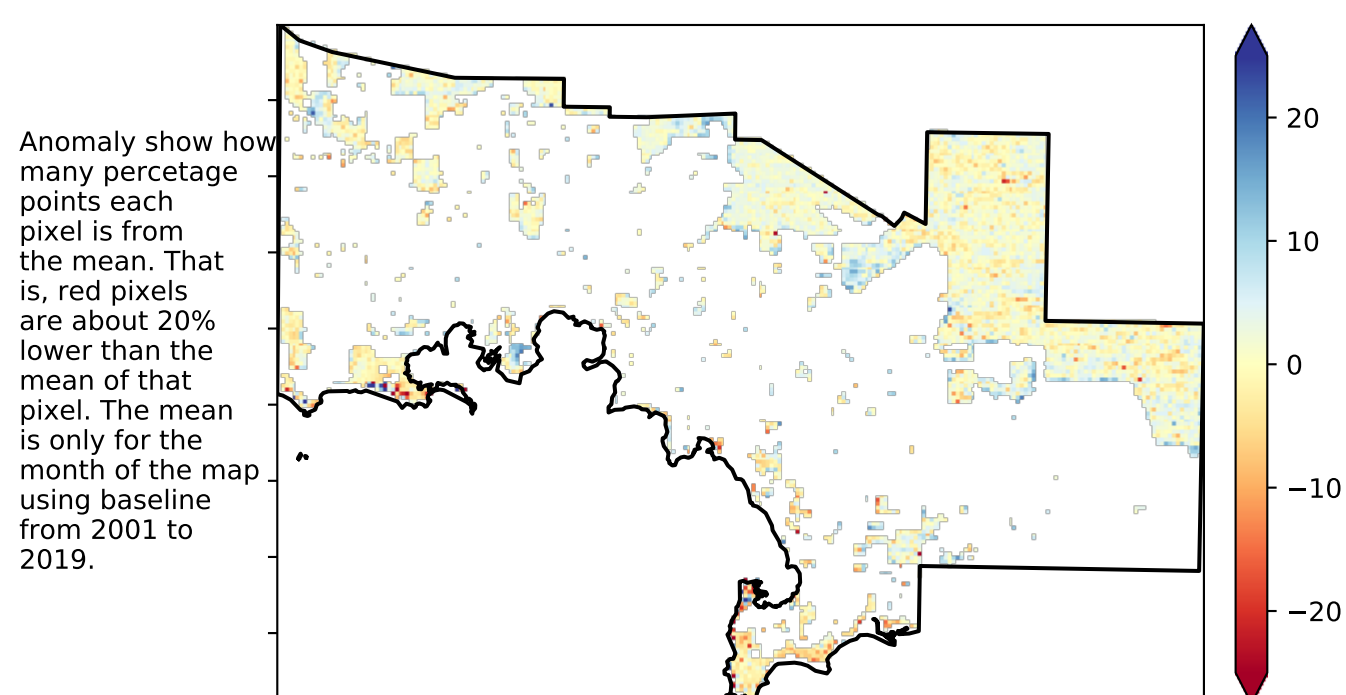 Anomaly show how
many percetage
points each
pixel is from
the mean. That
is, red pixels
are about 20%
lower than the
mean of that
pixel. The mean
is only for the
month of the map
using baseline
from 2001 to
2019.
20
10
0
−10
−20